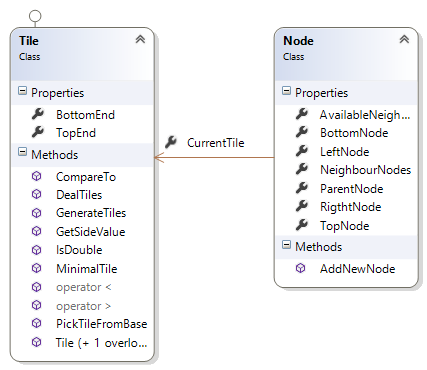 Tile
Class
Properties
BottomEnd
TopEnd
Methods
CompareTo
DealTiles
GenerateTiles
GetSideValue
IsDouble
MinimalTile
operator <
operator >
PickTileFromBase
Tile (+ 1 overlo...
CurrentTile
Node
Class
Properties
AvailableNeigh...
BottomNode
LeftNode
NeighbourNodes
ParentNode
RigthtNode
TopNode
Methods
AddNewNode